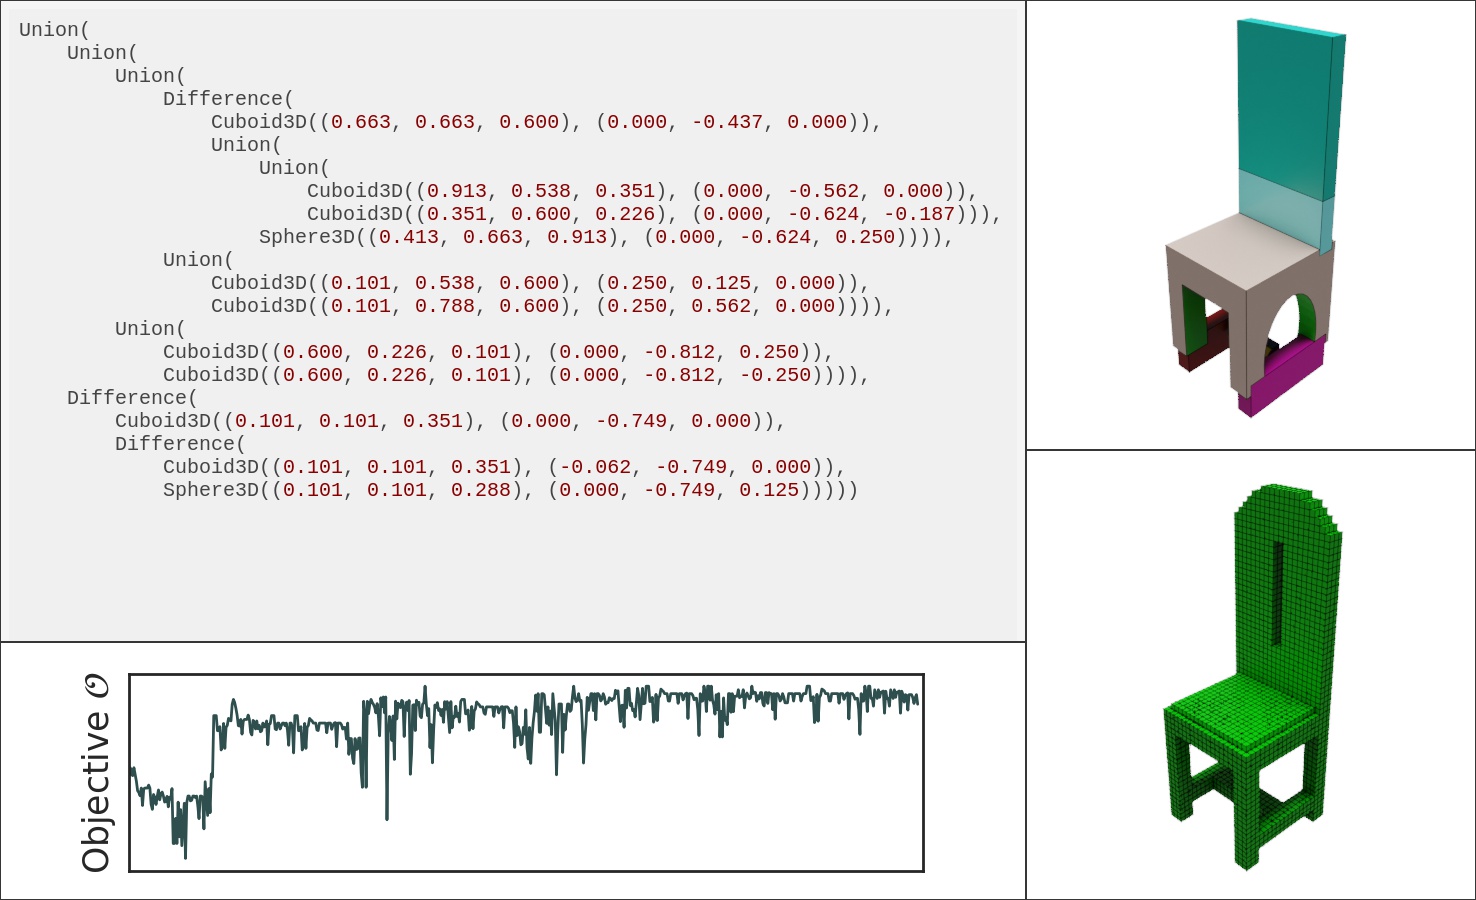 Union(
    Union(
        Union(
            Difference(
                Cuboid3D((0.663, 0.663, 0.600), (0.000, -0.437, 0.000)),
                Union(
                    Union(
                        Cuboid3D((0.913, 0.538, 0.351), (0.000, -0.562, 0.000)),
                        Cuboid3D((0.351, 0.600, 0.226), (0.000, -0.624, -0.187))),
                    Sphere3D((0.413, 0.663, 0.913), (0.000, -0.624, 0.250)))),
            Union(
                Cuboid3D((0.101, 0.538, 0.600), (0.250, 0.125, 0.000)),
                Cuboid3D((0.101, 0.788, 0.600), (0.250, 0.562, 0.000)))),
        Union(
            Cuboid3D((0.600, 0.226, 0.101), (0.000, -0.812, 0.250)),
            Cuboid3D((0.600, 0.226, 0.101), (0.000, -0.812, -0.250)))),
    Difference(
        Cuboid3D((0.101, 0.101, 0.351), (0.000, -0.749, 0.000)),
        Difference(
            Cuboid3D((0.101, 0.101, 0.351), (-0.062, -0.749, 0.000)),
            Sphere3D((0.101, 0.101, 0.288), (0.000, -0.749, 0.125)))))
Objective 𝒪